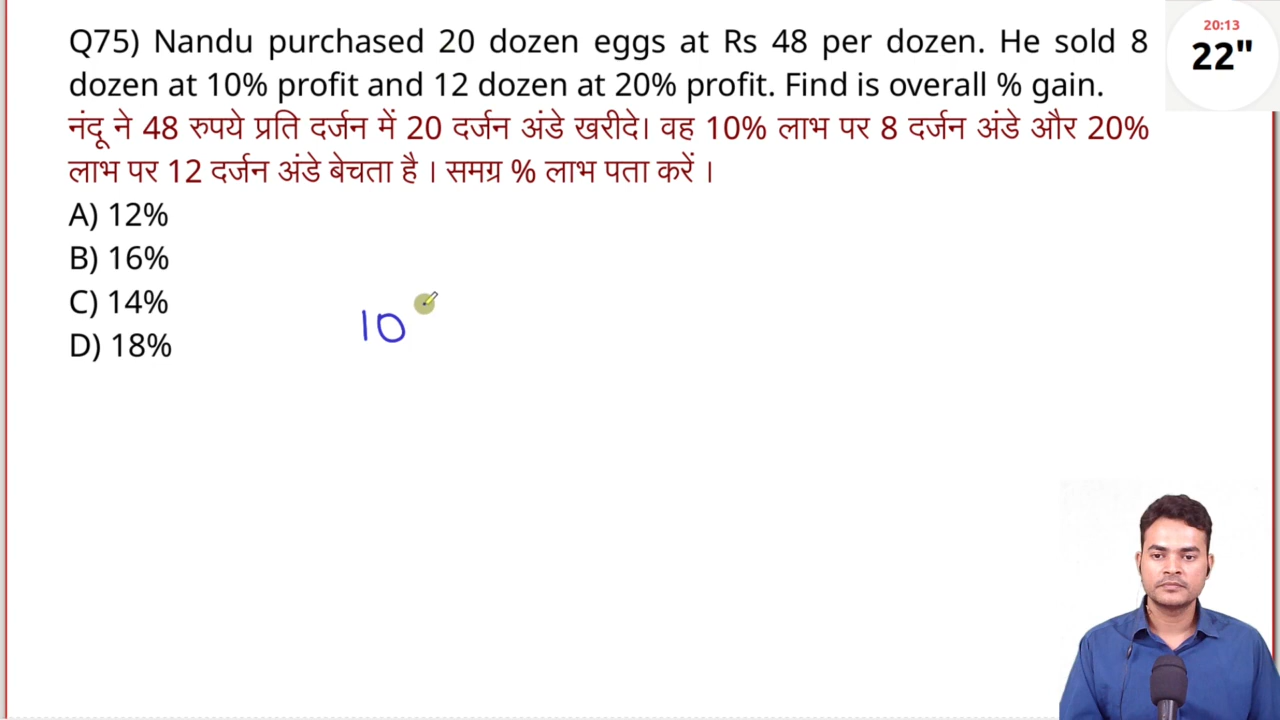 Q75) Nandu purchased 20 dozen eggs at Rs 48 per dozen. He sold 8
dozen at 10% profit and 12 dozen at 20% profit. Find is overall % gain.
नंदू ने 48 रुपये प्रति दर्जन में 20 दर्जन अंडे खरीदे। वह 10% लाभ पर 8 दर्जन अंडे और 20%
लाभ पर 12 दर्जन अंडे बेचता है । समग्र % लाभ पता करें ।
A) 12%
B) 16%
C) 14%
D) 18%
10
20:13
22"